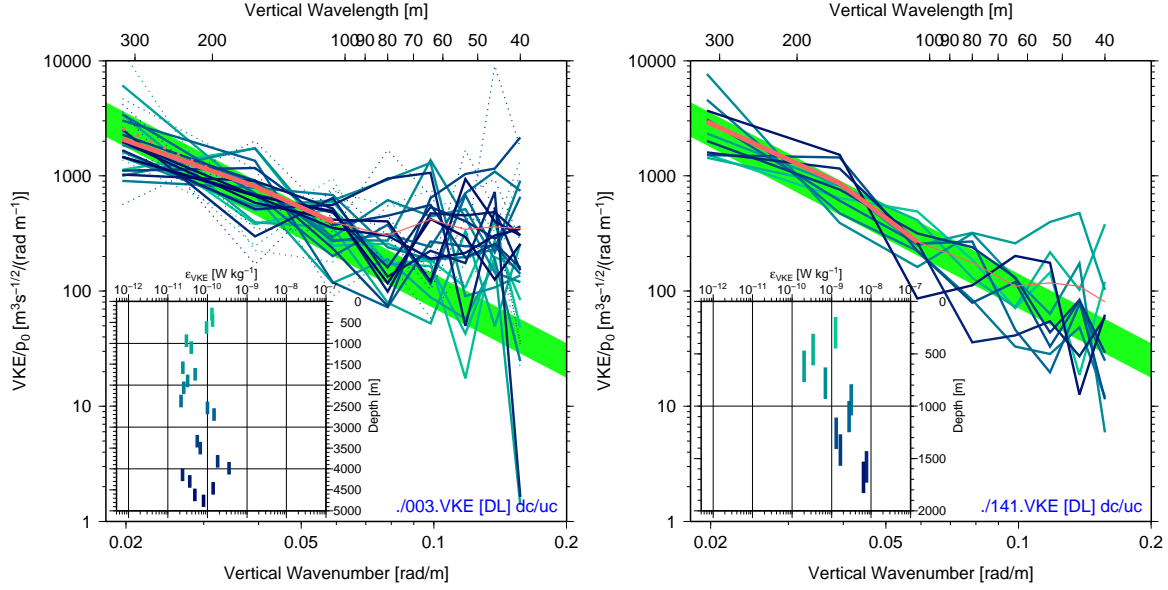 Vertical Wavelength [m]
300 200 100 90 80 70 60 50 40
10000
1000
100
10
1
VKE/p₀ [m³s⁻¹/²/(rad m⁻¹)]
ε_VKE [W kg⁻¹]
10⁻¹² 10⁻¹¹ 10⁻¹⁰ 10⁻⁹ 10⁻⁸ 10⁻
0
500
1000
1500
2000
2500
3000
3500
4000
4500
5000
Depth [m]
./003.VKE [DL] dc/uc
0.02 0.05 0.1 0.2
Vertical Wavenumber [rad/m]
Vertical Wavelength [m]
300 200 100 90 80 70 60 50 40
10000
1000
100
10
1
VKE/p₀ [m³s⁻¹/²/(rad m⁻¹)]
ε_VKE [W kg⁻¹]
10⁻¹² 10⁻¹¹ 10⁻¹⁰ 10⁻⁹ 10⁻⁸ 10⁻⁷
0
500
1000
1500
2000
Depth [m]
./141.VKE [DL] dc/uc
0.02 0.05 0.1 0.2
Vertical Wavenumber [rad/m]